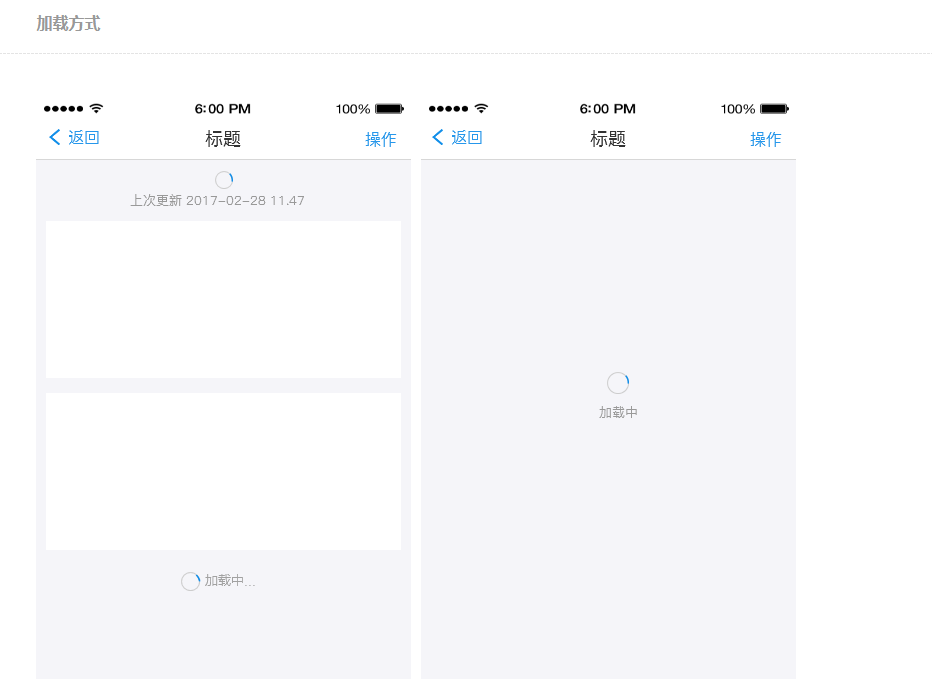 加载方式
6:00 PM 100%
返回 标题 操作
上次更新 2017-02-28 11.47
加载中...
6:00 PM 100%
返回 标题 操作
加载中